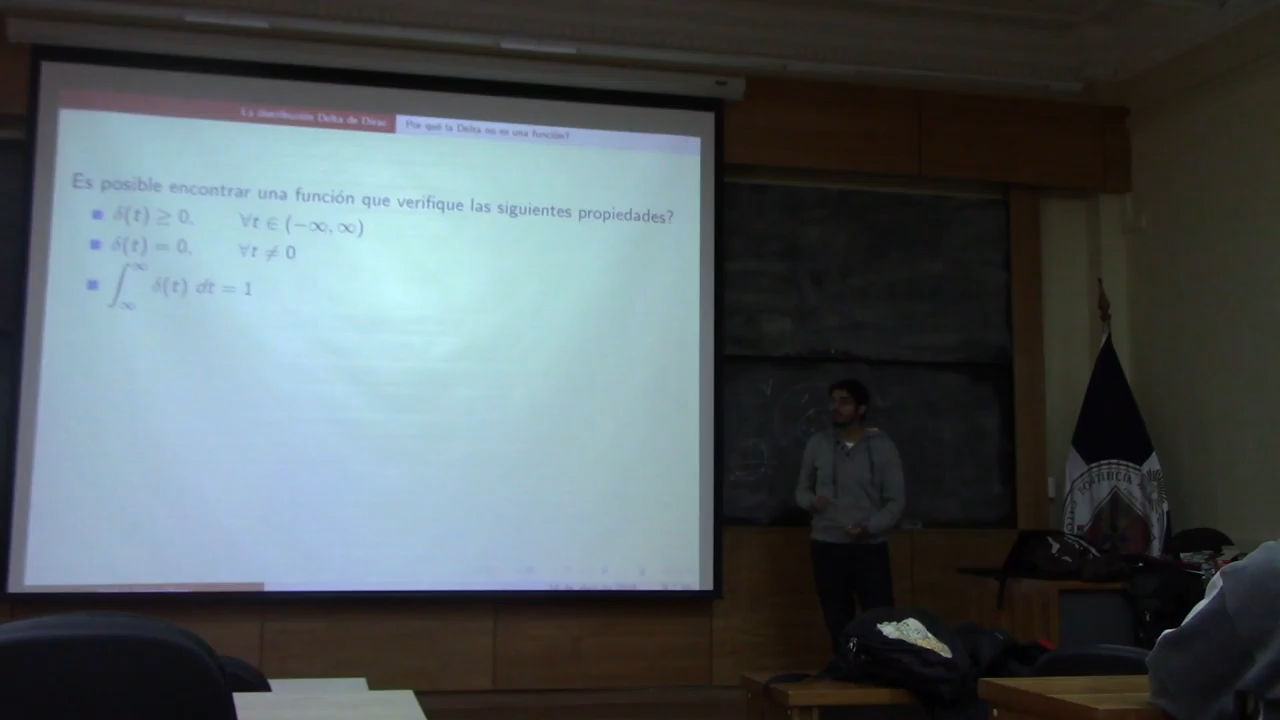 La distribución Delta de Dirac
Por qué la Delta no es una función?
Es posible encontrar una función que verifique las siguientes propiedades?
δ(t) ≥ 0, ∀t ∈ (−∞, ∞)
δ(t) = 0, ∀t ≠ 0
∫_∞^∞ δ(t) dt = 1
PONTIFICIA